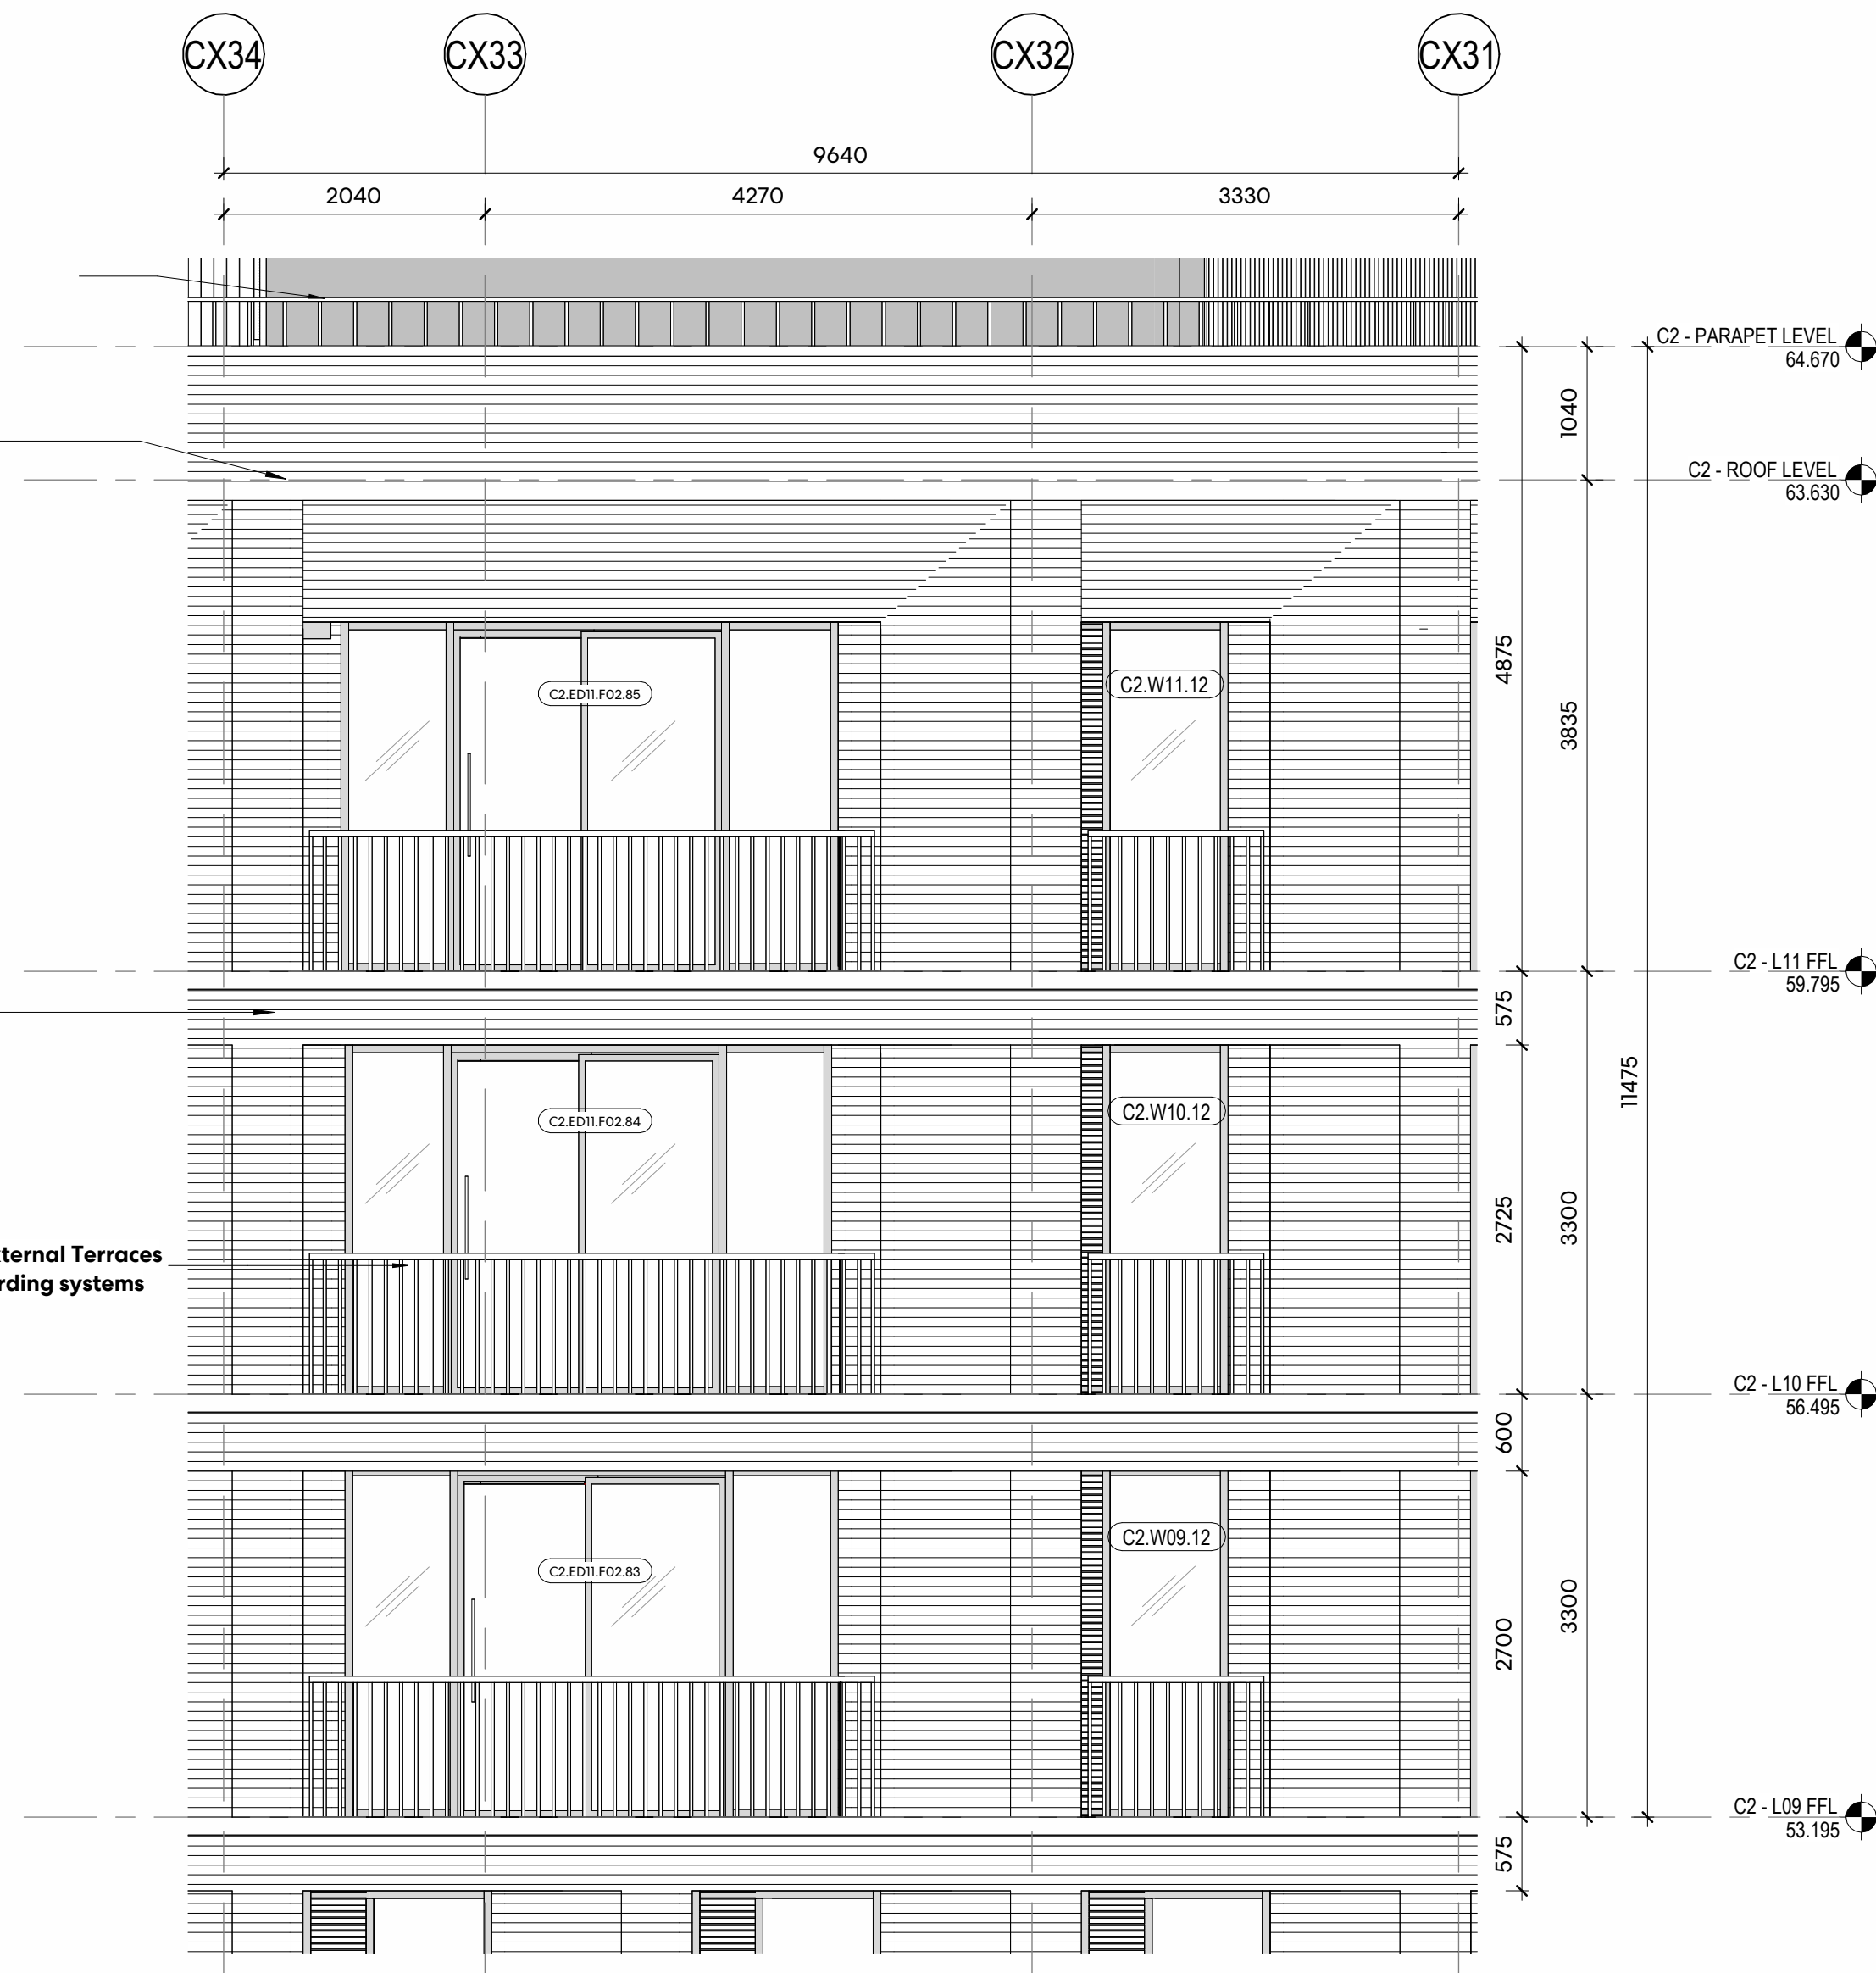 CX34 CX33 CX32 CX31
9640
2040 4270 3330
C2 - PARAPET LEVEL
64.670
1040
C2 - ROOF LEVEL
63.630
4875
3835
C2.ED11.F02.85
C2.W11.12
C2 - L11 FFL
59.795
575
11475
C2.ED11.F02.84
C2.W10.12
2725
3300
Terraces
systems
C2 - L10 FFL
56.495
600
C2.ED11.F02.83
C2.W09.12
2700
3300
C2 - L09 FFL
53.195
575